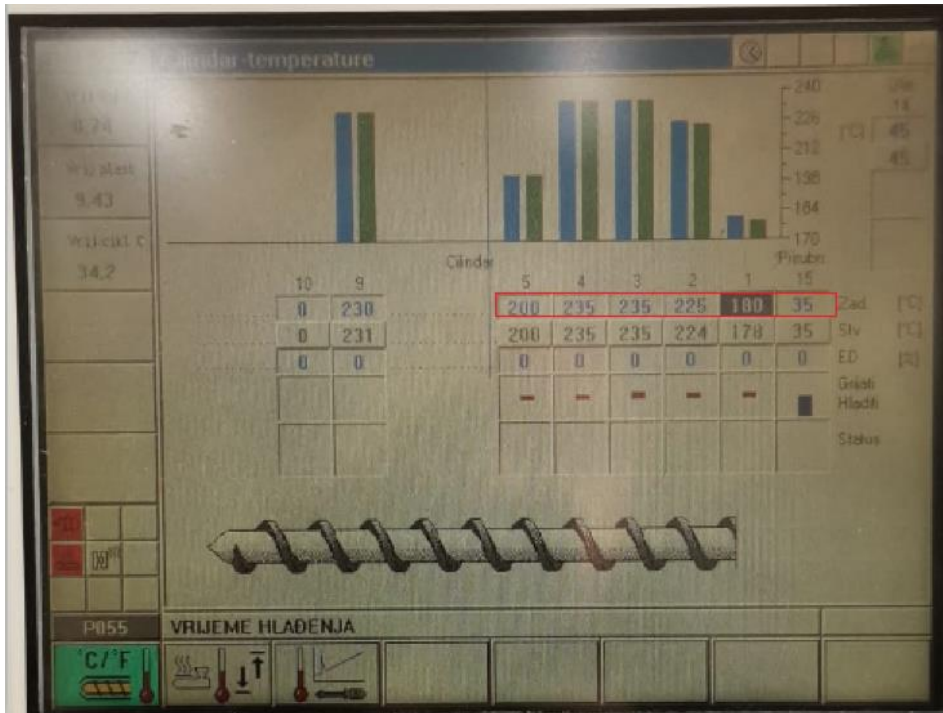 Cilindar-temperature
240
226
212
198
184
170
[°C] 45
45
Vrij plast
9.43
34,2
Cilindar
10 9 5 4 3 2 1 15
0 230 200 235 235 225 180 35 Zad. [°C]
0 231 200 235 235 224 178 35 Stv [°C]
0 0 0 0 0 0 0 0 ED [%]
Grijati
Hladiti
Status
P055 VRIJEME HLAĐENJA
°C/°F